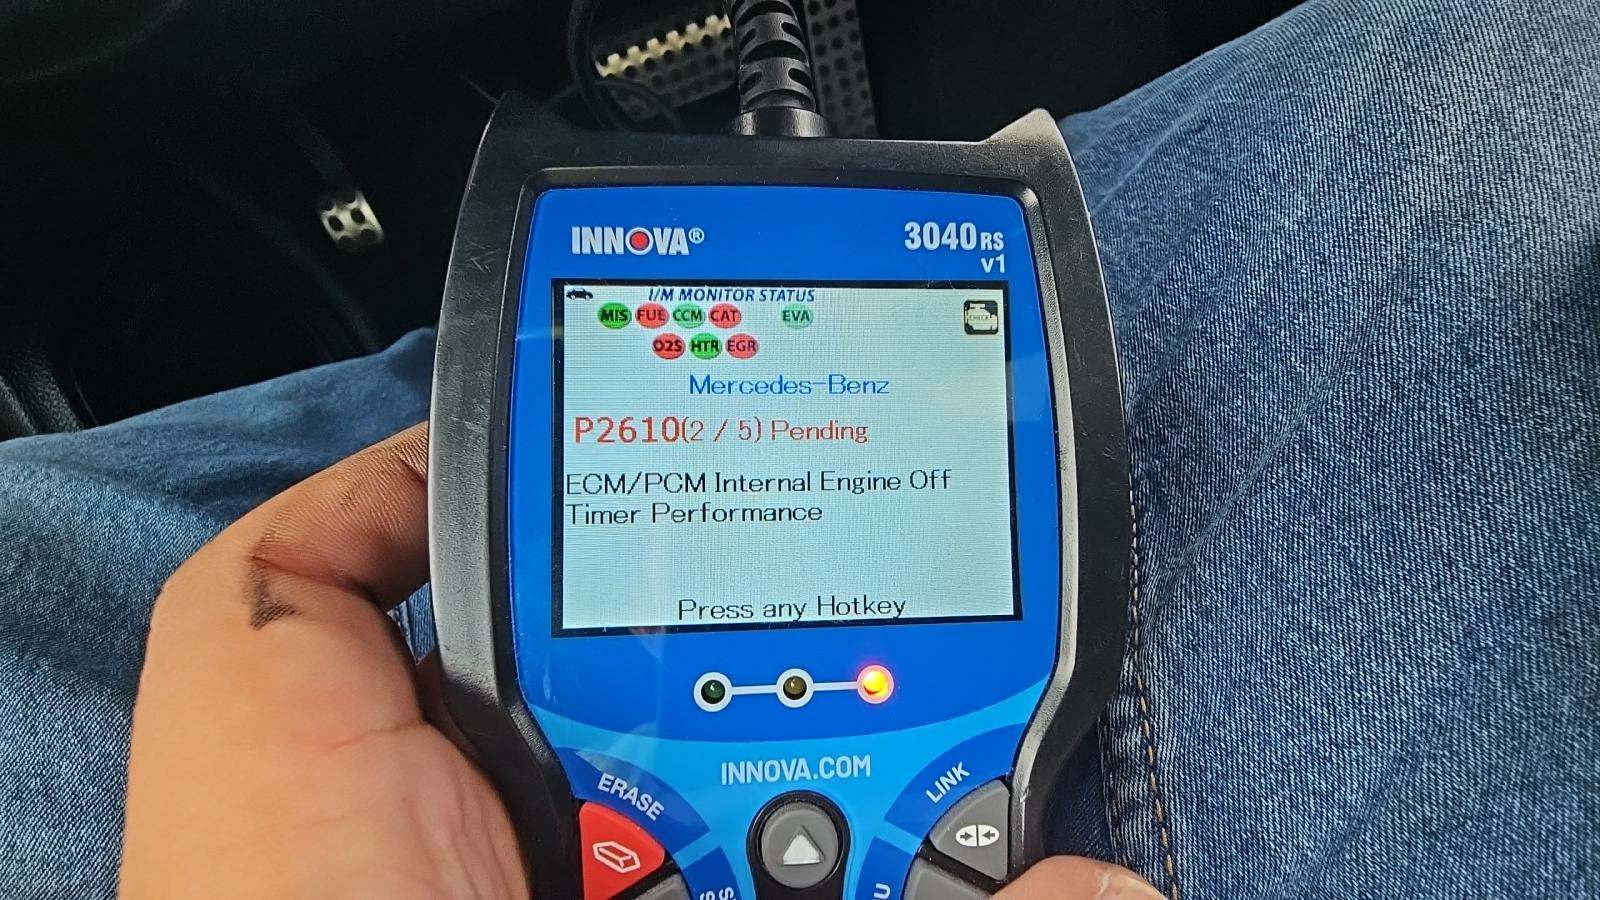 INNOVA®
3040RS
v1
I/M MONITOR STATUS
MIS FUE CCM CAT EVA
CHECK
O2S HTR EGR
Mercedes-Benz
P2610(2 / 5) Pending
ECM/PCM Internal Engine Off
Timer Performance
Press any Hotkey
INNOVA.COM
ERASE
LINK